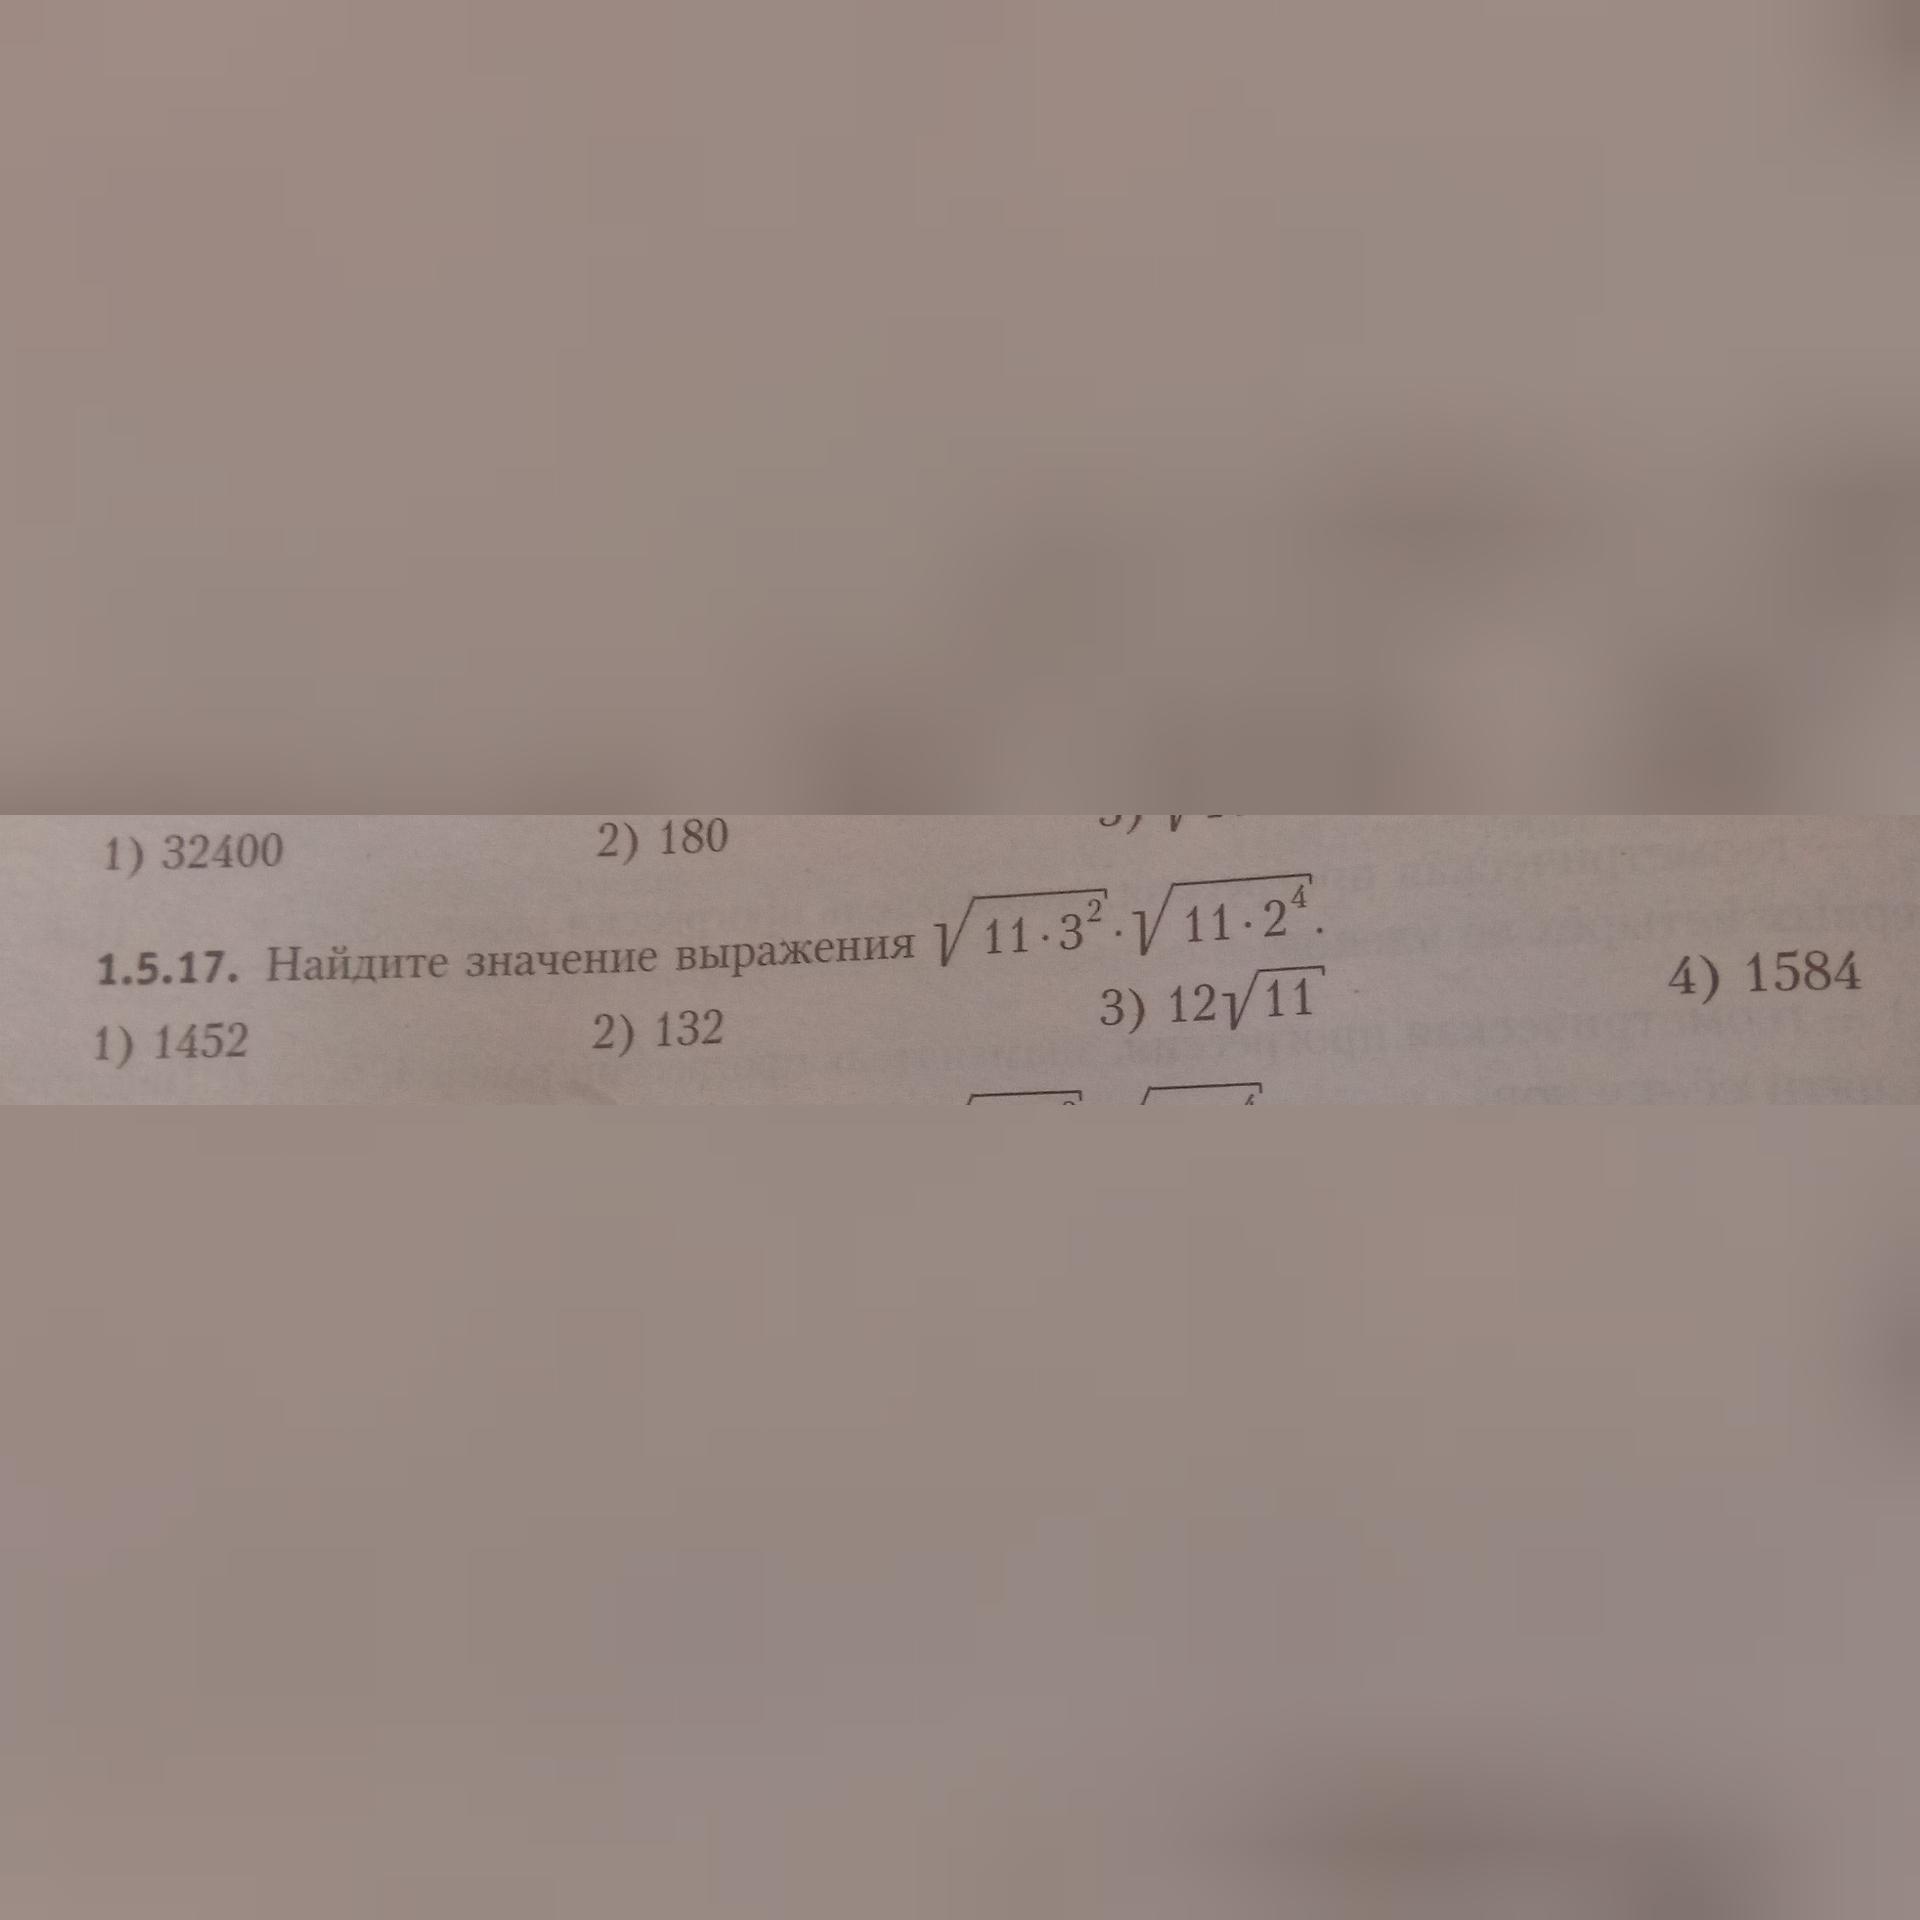 1) 32400 2) 180 3) √
1.5.17. Найдите значение выражения √(11·3²)·√(11·2⁴).
1) 1452 2) 132 3) 12√11 4) 1584